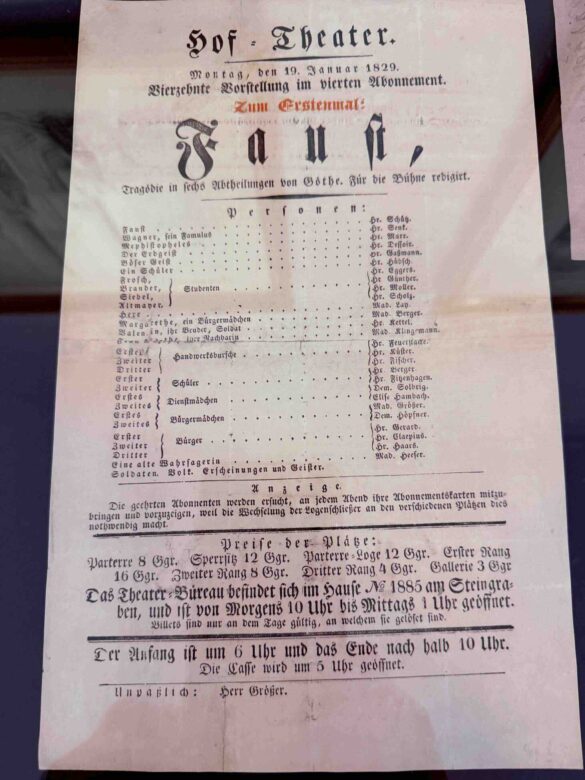 Hof-Theater.
Montag, den 19. Januar 1829.
Vierzehnte Vorstellung im vierten Abonnement.
Zum Erstenmal:
Faust,
Tragödie in sechs Abtheilungen von Göthe. Für die Bühne redigirt.
Personen:
Faust Hr. Schütz.
Wagner, sein Famulus Hr. Senk.
Mephistopheles Hr. Marr.
Der Erdgeist Hr. Dessoir.
Böser Geist Hr. Gaßmann.
Ein Schüler Hr. Hübsch.
Frosch, Hr. Eggers.
Brander, Studenten Hr. Günther.
Siebel, Hr. Moller.
Altmayer. Hr. Scholz.
Hexe Mad. Lay.
Margarethe, ein Bürgermädchen Mad. Berger.
Valentin, ihr Bruder, Soldat Hr. Kettel.
ihre Nachbarin Mad. Klingemann.
Erster Hr. Feuerstacke.
Zweiter Handwerksbursche Hr. Küster.
Dritter Hr. Fischer.
Erster Schüler Hr. Berger.
Zweiter Hr. Fitzenhagen.
Erstes Dienstmädchen Dem. Solbrig.
Zweites Elise Hambach.
Erstes Bürgermädchen Mad. Größer.
Zweites Dem. Höpfner.
Erster Hr. Gerard.
Zweiter Bürger Hr. Clarpius.
Dritter Hr. Haars.
Eine alte Wahrsagerin Mad. Heeser.
Soldaten. Volk. Erscheinungen und Geister.
Anzeige.
Die geehrten Abonnenten werden ersucht, an jedem Abend ihre Abonnementskarten mitzu-
bringen und vorzuzeigen, weil die Wechselung der Logenschließer an den verschiedenen Plätzen dies
nothwendig macht.
Preise der Plätze:
Parterre 8 Ggr. Sperrsitz 12 Ggr. Parterre-Loge 12 Ggr. Erster Rang
16 Ggr. Zweiter Rang 8 Ggr. Dritter Rang 4 Ggr. Gallerie 3 Ggr
Das Theater-Büreau befindet sich im Hause № 1885 am Steingra-
ben, und ist von Morgens 10 Uhr bis Mittags 1 Uhr geöffnet.
Billets sind nur an dem Tage gültig, an welchem sie gelöset sind.
Der Anfang ist um 6 Uhr und das Ende nach halb 10 Uhr.
Die Casse wird um 5 Uhr geöffnet.
Unpäßlich: Herr Größer.